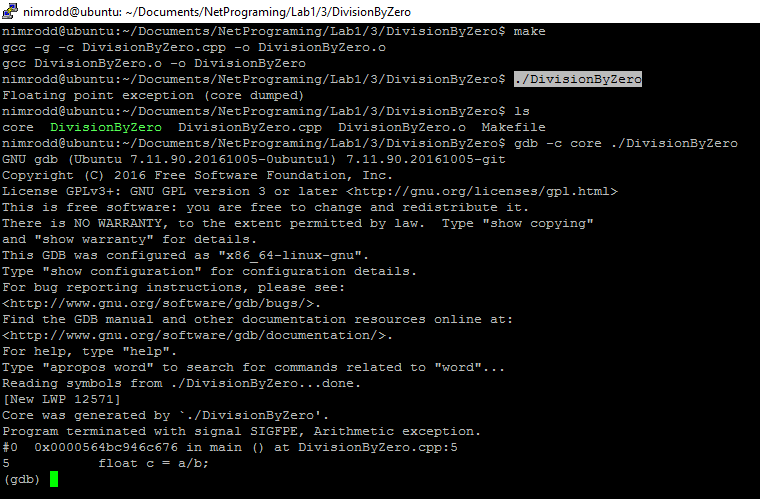 nimrodd@ubuntu: ~/Documents/NetPrograming/Lab1/3/DivisionByZero
nimrodd@ubuntu:~/Documents/NetPrograming/Lab1/3/DivisionByZero$ make
gcc -g -c DivisionByZero.cpp -o DivisionByZero.o
gcc DivisionByZero.o -o DivisionByZero
nimrodd@ubuntu:~/Documents/NetPrograming/Lab1/3/DivisionByZero$ ./DivisionByZero
Floating point exception (core dumped)
nimrodd@ubuntu:~/Documents/NetPrograming/Lab1/3/DivisionByZero$ ls
core  DivisionByZero  DivisionByZero.cpp  DivisionByZero.o  Makefile
nimrodd@ubuntu:~/Documents/NetPrograming/Lab1/3/DivisionByZero$ gdb -c core ./DivisionByZero
GNU gdb (Ubuntu 7.11.90.20161005-0ubuntu1) 7.11.90.20161005-git
Copyright (C) 2016 Free Software Foundation, Inc.
License GPLv3+: GNU GPL version 3 or later <http://gnu.org/licenses/gpl.html>
This is free software: you are free to change and redistribute it.
There is NO WARRANTY, to the extent permitted by law.  Type "show copying"
and "show warranty" for details.
This GDB was configured as "x86_64-linux-gnu".
Type "show configuration" for configuration details.
For bug reporting instructions, please see:
<http://www.gnu.org/software/gdb/bugs/>.
Find the GDB manual and other documentation resources online at:
<http://www.gnu.org/software/gdb/documentation/>.
For help, type "help".
Type "apropos word" to search for commands related to "word"...
Reading symbols from ./DivisionByZero...done.
[New LWP 12571]
Core was generated by `./DivisionByZero'.
Program terminated with signal SIGFPE, Arithmetic exception.
#0  0x0000564bc946c676 in main () at DivisionByZero.cpp:5
5           float c = a/b;
(gdb)